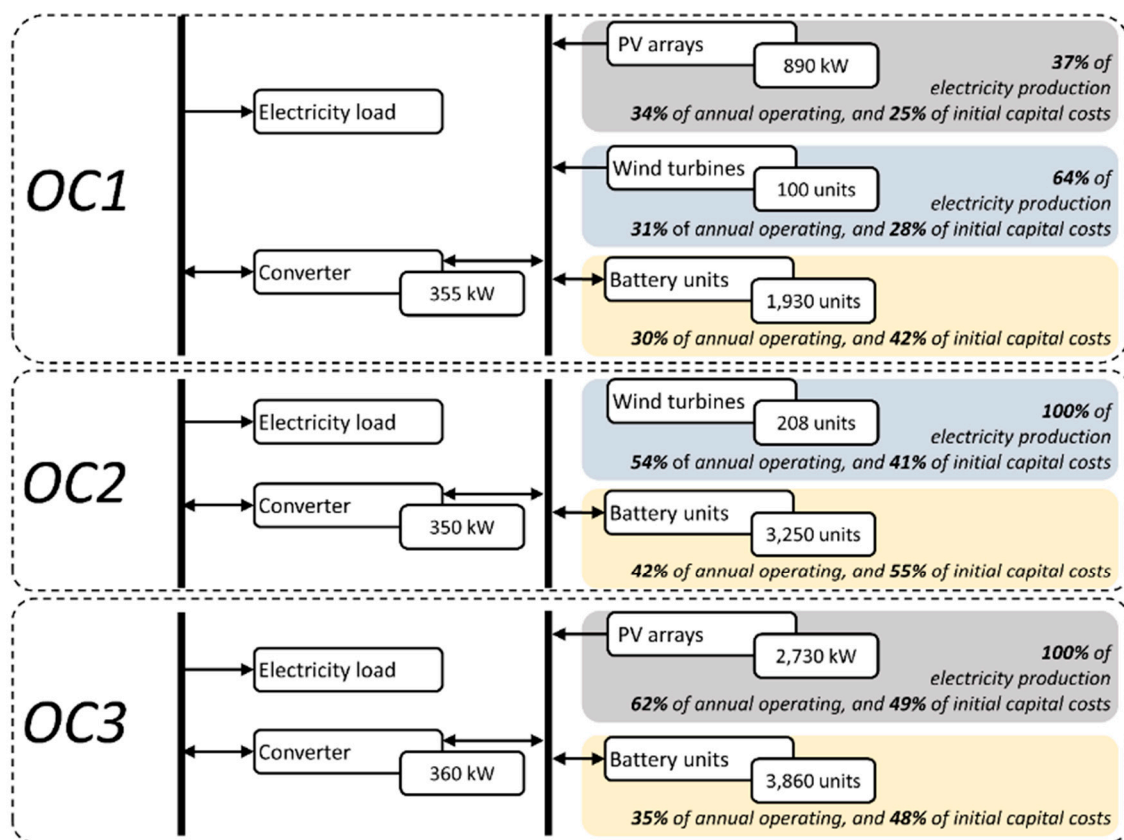 OC1
Electricity load
Converter
355 kW
PV arrays
890 kW
37% of
electricity production
34% of annual operating, and 25% of initial capital costs
Wind turbines
100 units
64% of
electricity production
31% of annual operating, and 28% of initial capital costs
Battery units
1,930 units
30% of annual operating, and 42% of initial capital costs
OC2
Electricity load
Converter
350 kW
Wind turbines
208 units
100% of
electricity production
54% of annual operating, and 41% of initial capital costs
Battery units
3,250 units
42% of annual operating, and 55% of initial capital costs
OC3
Electricity load
Converter
360 kW
PV arrays
2,730 kW
100% of
electricity production
62% of annual operating, and 49% of initial capital costs
Battery units
3,860 units
35% of annual operating, and 48% of initial capital costs